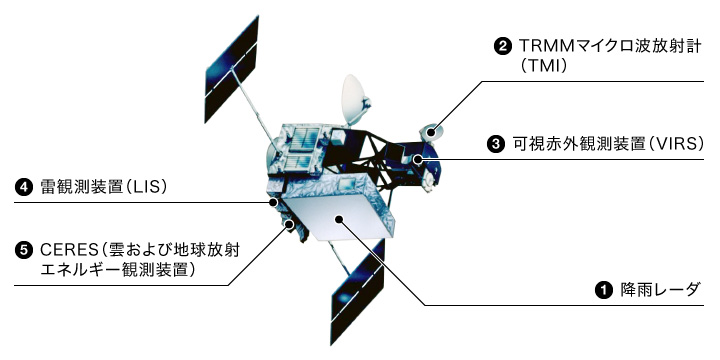 ❷ TRMMマイクロ波放射計
（TMI）
❸ 可視赤外観測装置（VIRS）
❹ 雷観測装置（LIS）
❺ CERES（雲および地球放射
エネルギー観測装置）
❶ 降雨レーダ